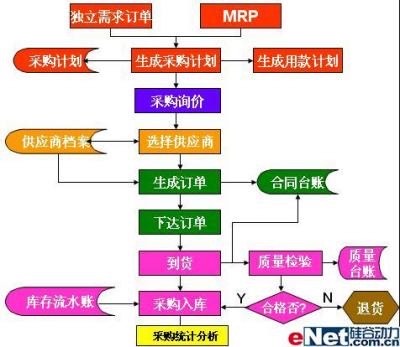 独立需求订单
MRP
采购计划
生成采购计划
生成用款计划
采购询价
供应商档案
选择供应商
生成订单
合同台账
下达订单
到货
质量检验
质量
台账
库存流水账
采购入库
Y
合格否?
N
退货
采购统计分析
eNet硅谷动力
.com.cn